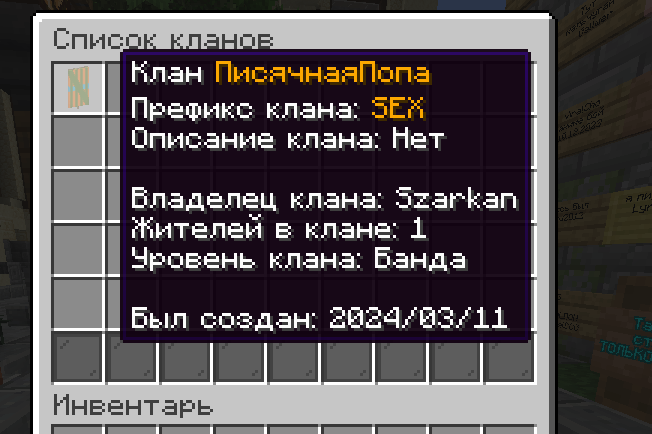 Список кланов
Клан ПисячнаяПопа
Префикс клана: SEX
Описание клана: Нет
Владелец клана: Szarkan
Жителей в клане: 1
Уровень клана: Банда
Был создан: 2024/03/11
Инвентарь